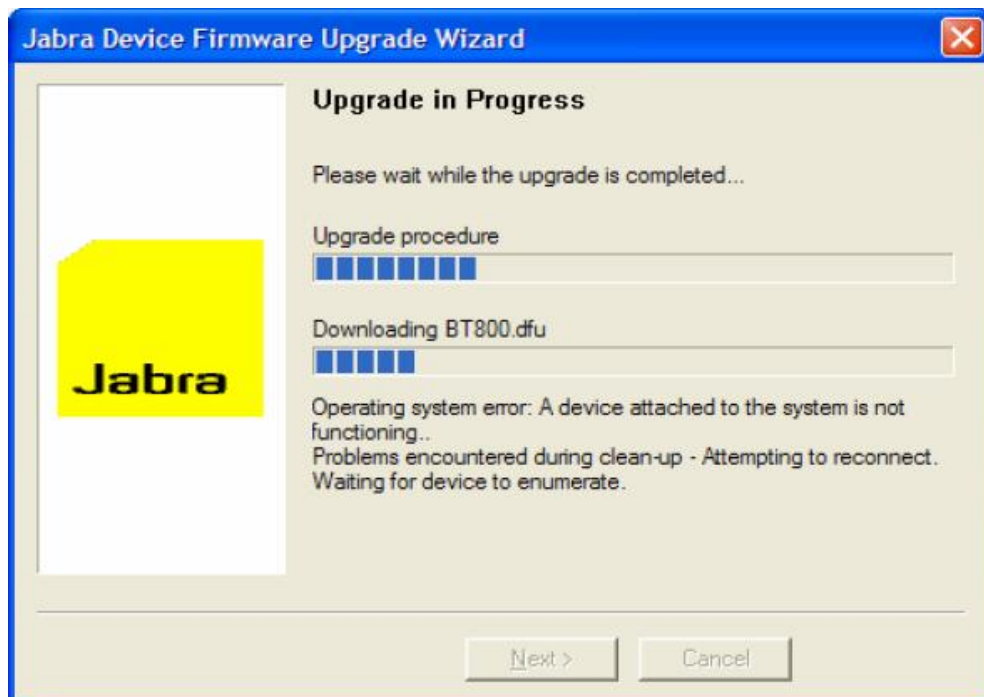 Jabra Device Firmware Upgrade Wizard
Upgrade in Progress
Please wait while the upgrade is completed...
Upgrade procedure
Downloading BT800.dfu
Jabra
Operating system error: A device attached to the system is not
functioning..
Problems encountered during clean-up - Attempting to reconnect.
Waiting for device to enumerate.
Next >
Cancel